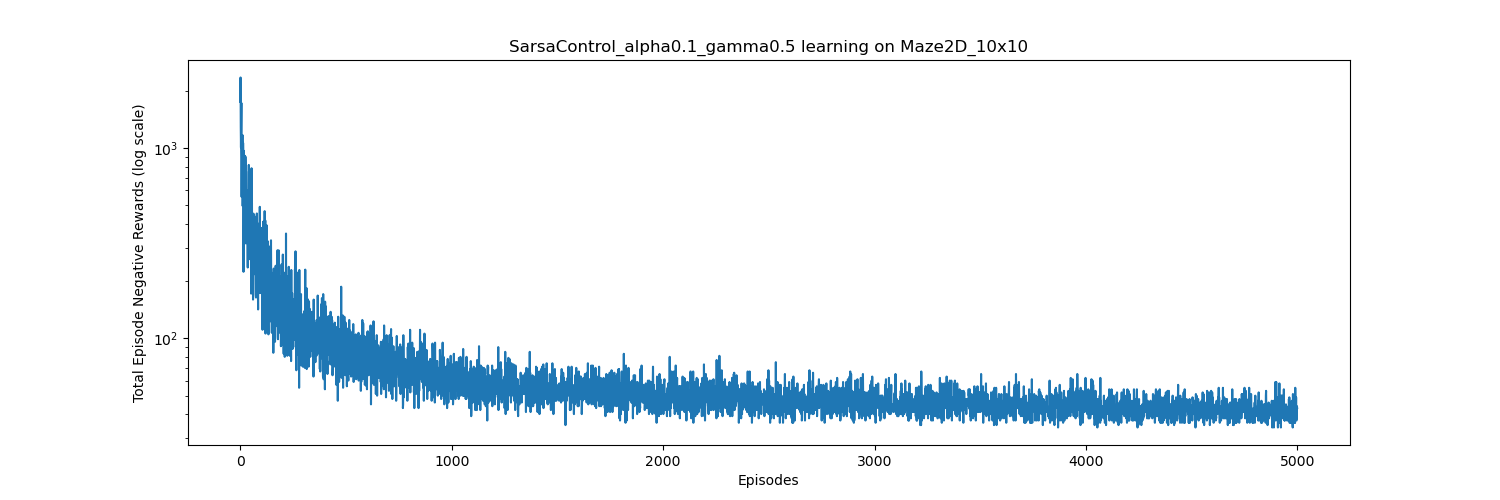 SarsaControl_alpha0.1_gamma0.5 learning on Maze2D_10x10
Total Episode Negative Rewards (log scale)
10³
10²
0 1000 2000 3000 4000 5000
Episodes